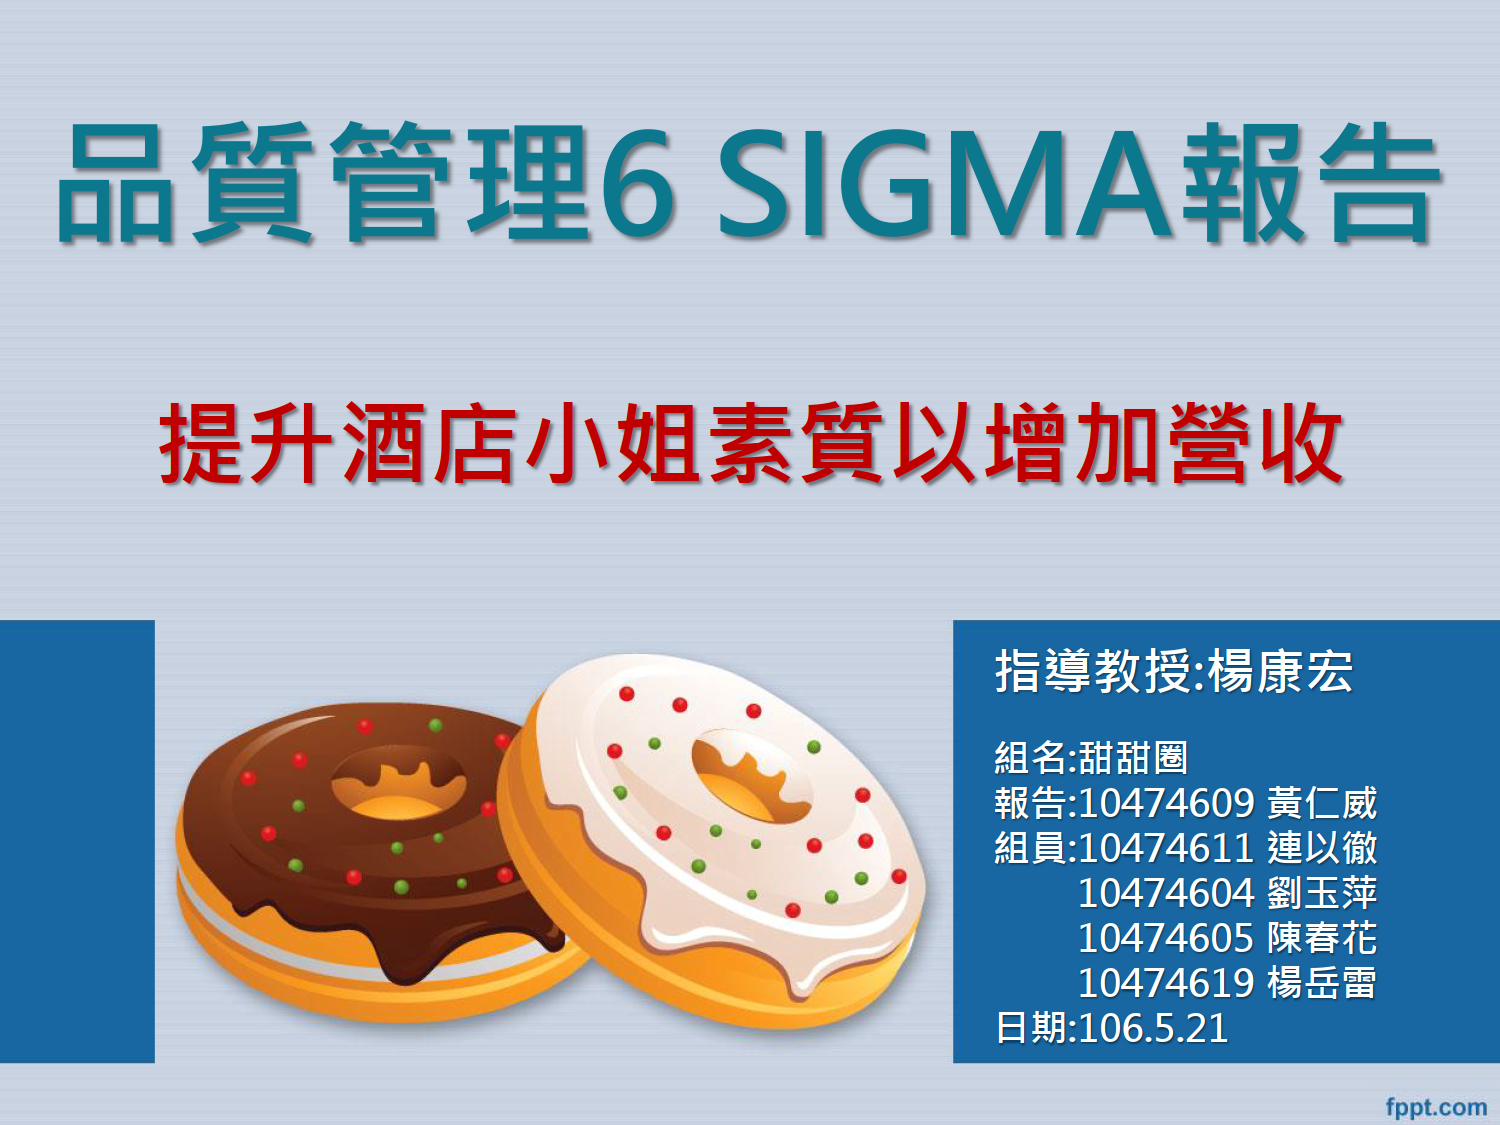 品質管理6 SIGMA報告
提升酒店小姐素質以增加營收
指導教授:楊康宏
組名:甜甜圈
報告:10474609 黃仁威
組員:10474611 連以徹
10474604 劉玉萍
10474605 陳春花
10474619 楊岳雷
日期:106.5.21
fppt.com